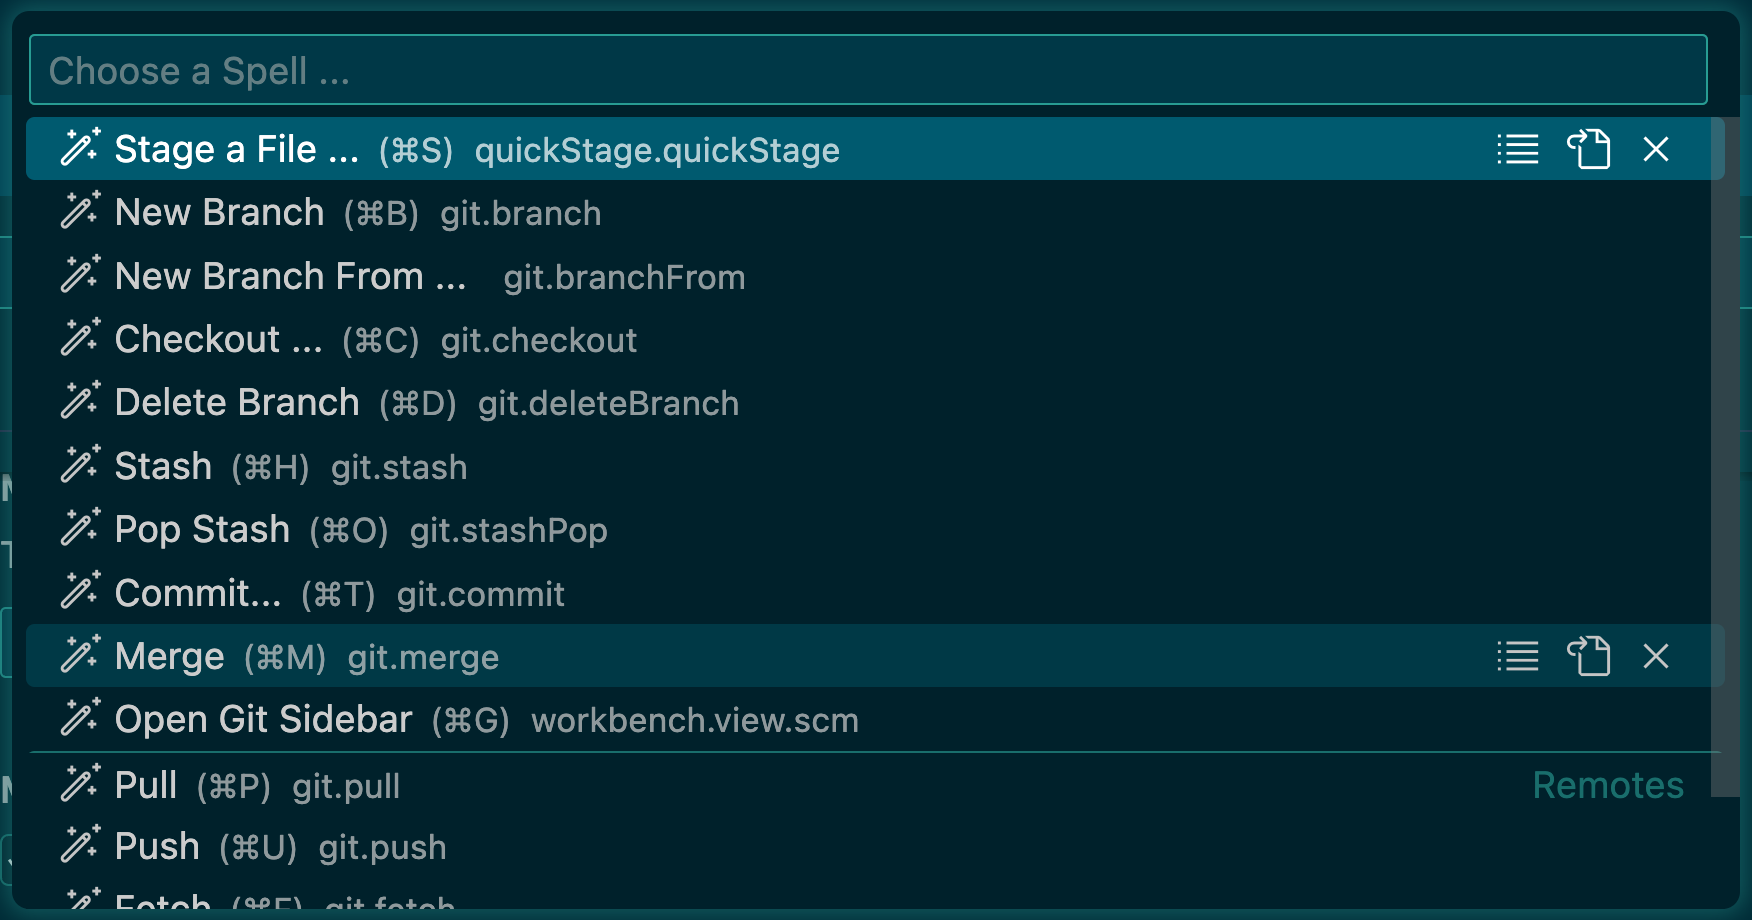 Choose a Spell ...
Stage a File ... (⌘S) quickStage.quickStage
New Branch (⌘B) git.branch
New Branch From ... git.branchFrom
Checkout ... (⌘C) git.checkout
Delete Branch (⌘D) git.deleteBranch
Stash (⌘H) git.stash
Pop Stash (⌘O) git.stashPop
Commit... (⌘T) git.commit
Merge (⌘M) git.merge
Open Git Sidebar (⌘G) workbench.view.scm
Pull (⌘P) git.pull Remotes
Push (⌘U) git.push
Fetch (⌘F) git.fetch